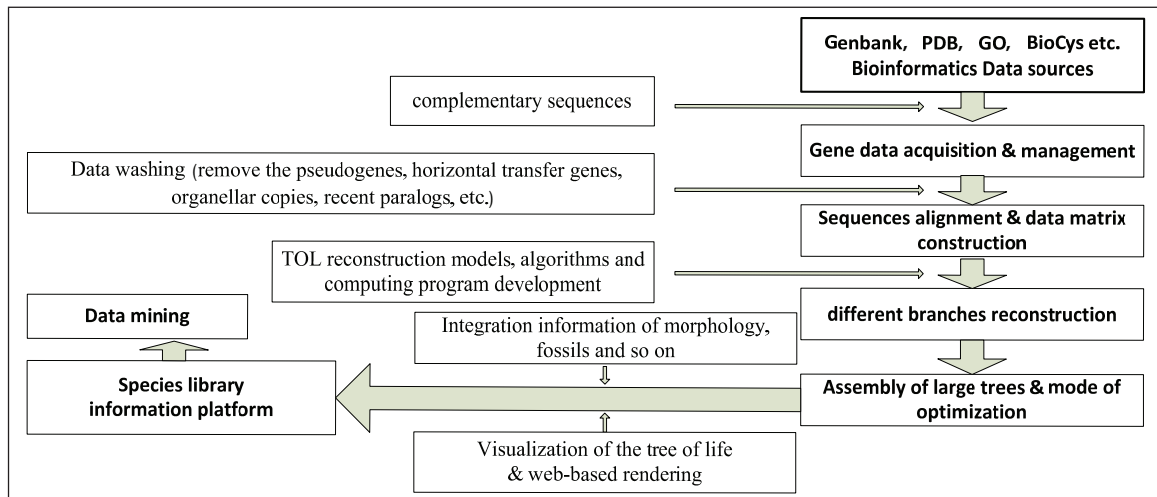 Genbank, PDB, GO, BioCys etc.
Bioinformatics Data sources
complementary sequences
Gene data acquisition & management
Data washing (remove the pseudogenes, horizontal transfer genes,
organellar copies, recent paralogs, etc.)
Sequences alignment & data matrix
construction
TOL reconstruction models, algorithms and
computing program development
different branches reconstruction
Data mining
Integration information of morphology,
fossils and so on
Species library
information platform
Assembly of large trees & mode of
optimization
Visualization of the tree of life
& web-based rendering